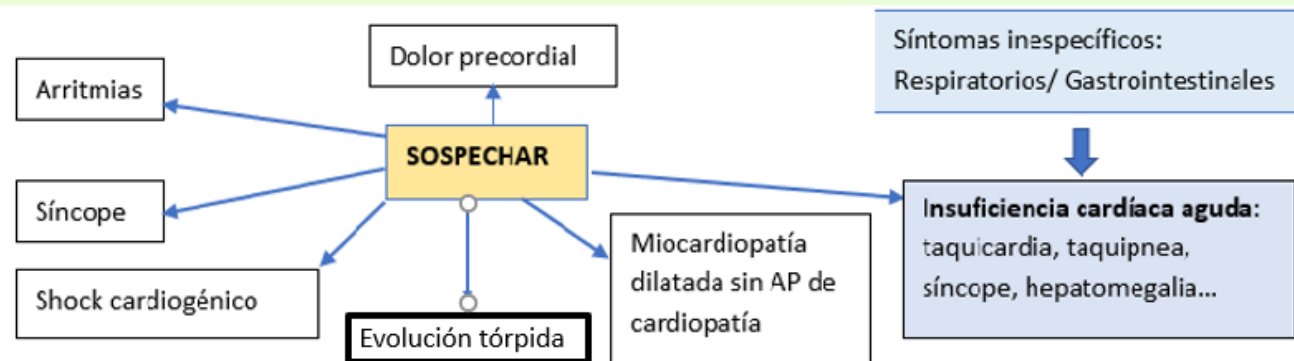 Dolor precordial
Síntomas inespecíficos:
Respiratorios/ Gastrointestinales
Arritmias
SOSPECHAR
Síncope
Insuficiencia cardíaca aguda:
taquicardia, taquipnea,
síncope, hepatomegalia...
Miocardiopatía
dilatada sin AP de
cardiopatía
Shock cardiogénico
Evolución tórpida